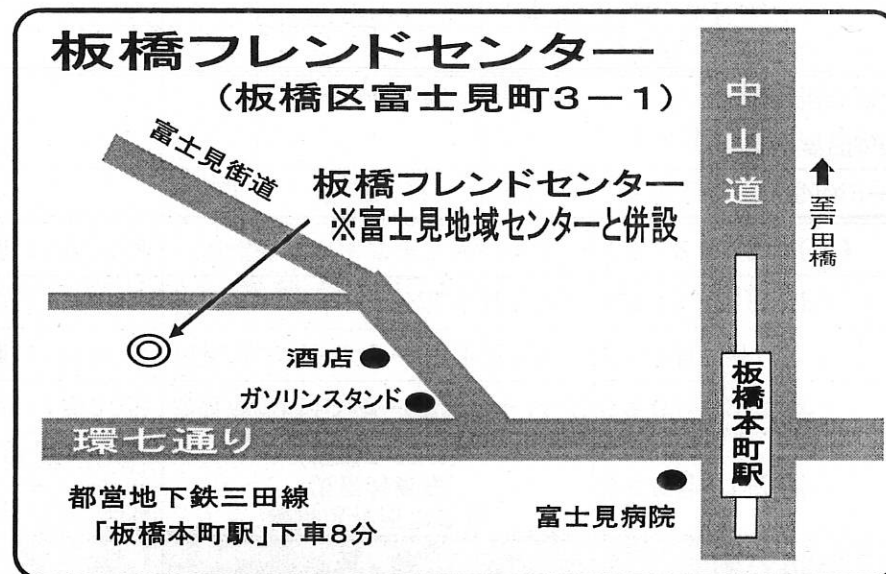 板橋フレンドセンター
（板橋区富士見町3－1）
富士見街道
板橋フレンドセンター
※富士見地域センターと併設
中山道
至戸田橋
酒店
ガソリンスタンド
環七通り
板橋本町駅
富士見病院
都営地下鉄三田線
「板橋本町駅」下車8分